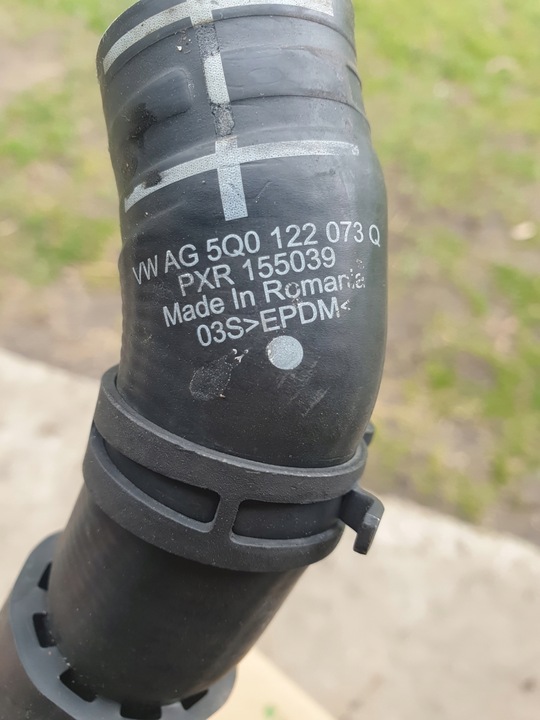 VW AG 5Q0 122 073 Q
PXR 155039
Made In Romania
03S>EPDM<